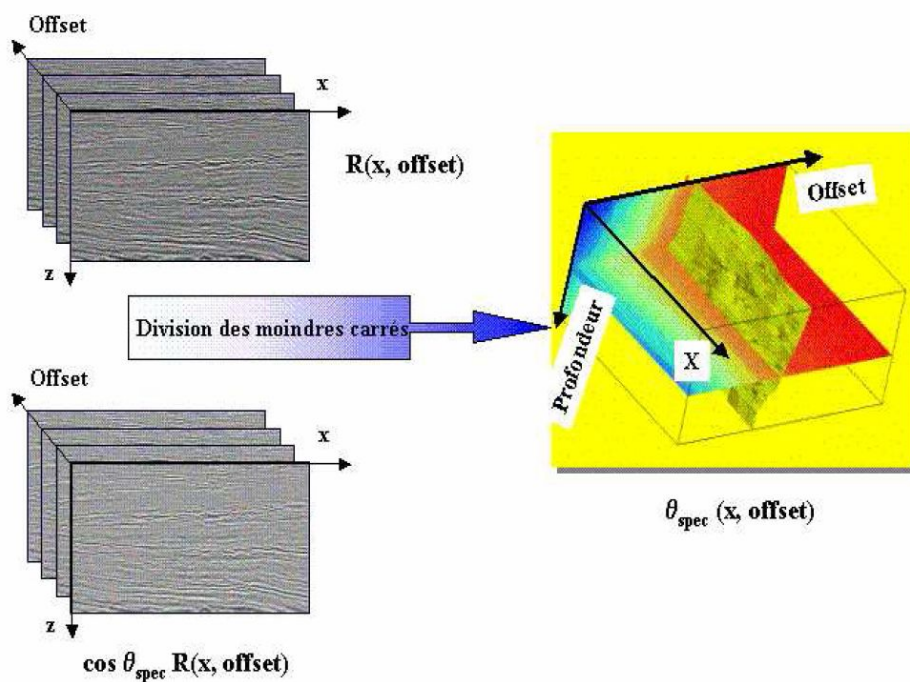 Offset
x
R(x, offset)
z
Offset
Profondeur
X
Division des moindres carrés
Offset
x
z
θspec (x, offset)
cos θspec R(x, offset)